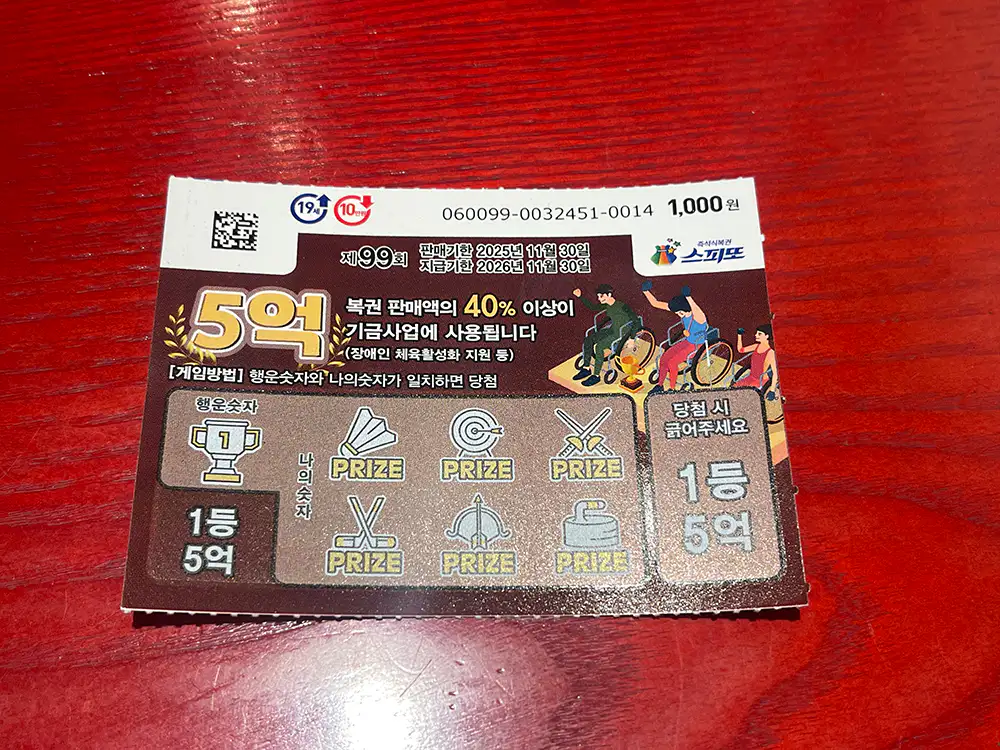 19세
10만원
060099-0032451-0014 1,000원
제99회
판매기한 2025년 11월 30일
지급기한 2026년 11월 30일
즉석식복권
스피또
5억
복권 판매액의 40% 이상이
기금사업에 사용됩니다
(장애인 체육활성화 지원 등)
[게임방법] 행운숫자와 나의숫자가 일치하면 당첨
행운숫자
1
1등
5억
나의숫자
PRIZE PRIZE PRIZE
PRIZE PRIZE PRIZE
당첨 시
긁어주세요
1등
5억